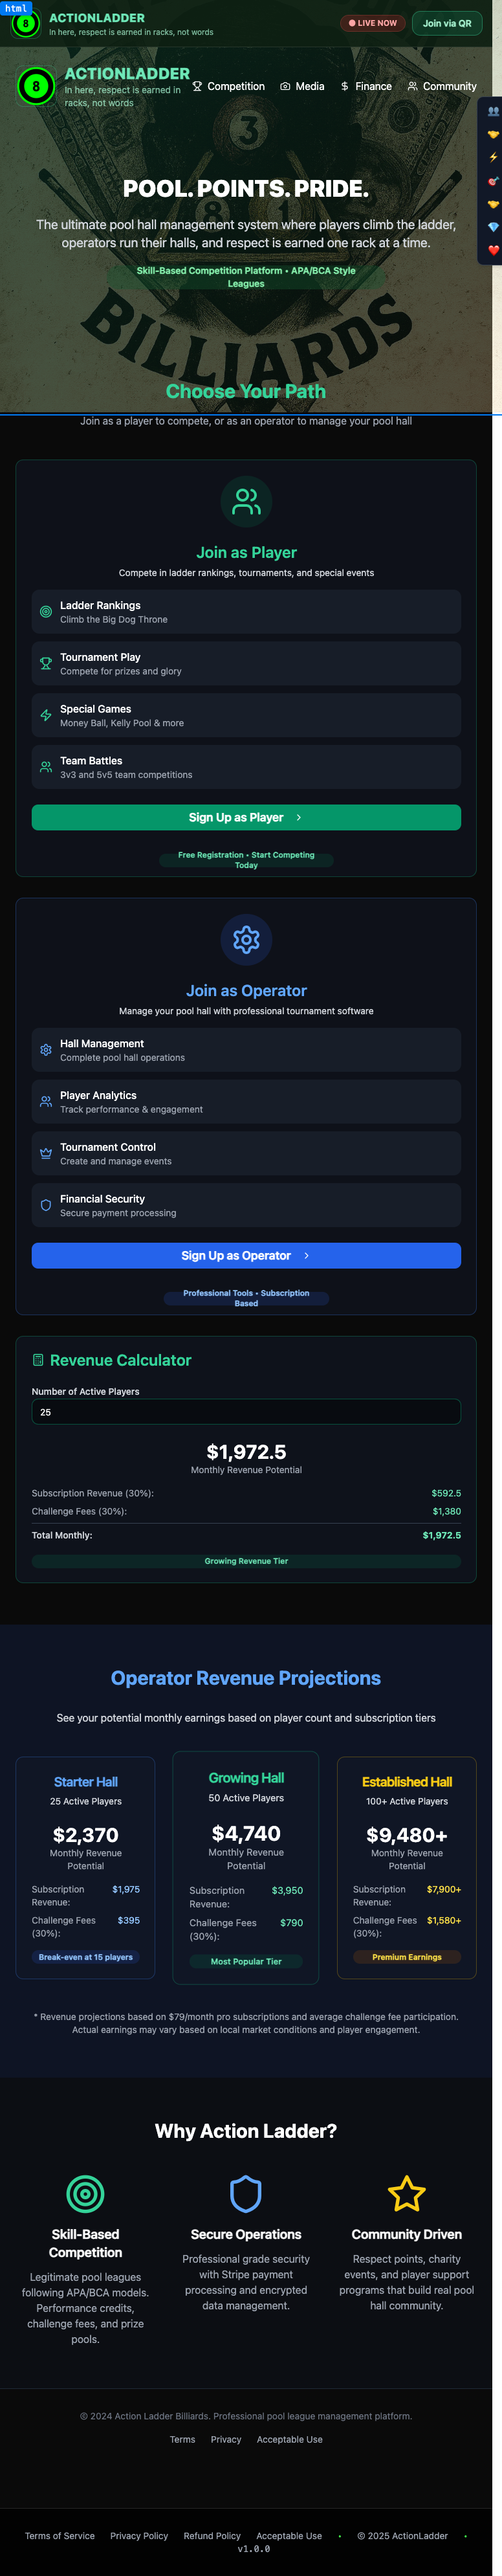 html
8
ACTIONLADDER
In here, respect is earned in racks, not words
LIVE NOW
Join via QR
8
ACTIONLADDER
In here, respect is earned in
racks, not words
Competition
Media
Finance
Community
3
POOL. POINTS. PRIDE.
The ultimate pool hall management system where players climb the ladder,
operators run their halls, and respect is earned one rack at a time.
Skill-Based Competition Platform • APA/BCA Style
Leagues
BILLIARDS
Choose Your Path
Join as a player to compete, or as an operator to manage your pool hall
Join as Player
Compete in ladder rankings, tournaments, and special events
Ladder Rankings
Climb the Big Dog Throne
Tournament Play
Compete for prizes and glory
Special Games
Money Ball, Kelly Pool & more
Team Battles
3v3 and 5v5 team competitions
Sign Up as Player
Free Registration • Start Competing
Today
Join as Operator
Manage your pool hall with professional tournament software
Hall Management
Complete pool hall operations
Player Analytics
Track performance & engagement
Tournament Control
Create and manage events
Financial Security
Secure payment processing
Sign Up as Operator
Professional Tools • Subscription
Based
Revenue Calculator
Number of Active Players
25
$1,972.5
Monthly Revenue Potential
Subscription Revenue (30%): $592.5
Challenge Fees (30%): $1,380
Total Monthly: $1,972.5
Growing Revenue Tier
Operator Revenue Projections
See your potential monthly earnings based on player count and subscription tiers
Starter Hall
25 Active Players
$2,370
Monthly Revenue
Potential
Subscription $1,975
Revenue:
Challenge Fees $395
(30%):
Break-even at 15 players
Growing Hall
50 Active Players
$4,740
Monthly Revenue
Potential
Subscription $3,950
Revenue:
Challenge Fees $790
(30%):
Most Popular Tier
Established Hall
100+ Active Players
$9,480+
Monthly Revenue
Potential
Subscription $7,900+
Revenue:
Challenge Fees $1,580+
(30%):
Premium Earnings
* Revenue projections based on $79/month pro subscriptions and average challenge fee participation.
Actual earnings may vary based on local market conditions and player engagement.
Why Action Ladder?
Skill-Based
Competition
Legitimate pool leagues
following APA/BCA models.
Performance credits,
challenge fees, and prize
pools.
Secure Operations
Professional grade security
with Stripe payment
processing and encrypted
data management.
Community Driven
Respect points, charity
events, and player support
programs that build real pool
hall community.
© 2024 Action Ladder Billiards. Professional pool league management platform.
Terms
Privacy
Acceptable Use
Terms of Service
Privacy Policy
Refund Policy
Acceptable Use
•
© 2025 ActionLadder
•
v1.0.0